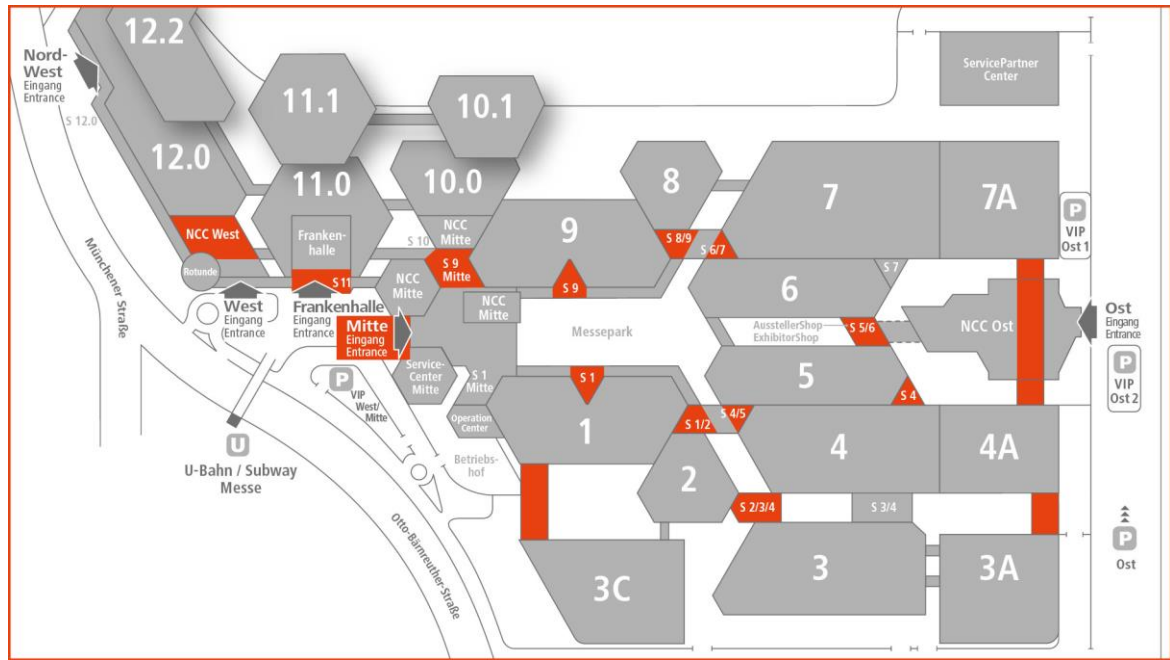 12.2
Nord-
West
Eingang
Entrance
S 12.0
12.0
11.1
10.1
11.0
10.0
ServicePartner
Center
8
7
7A
P
VIP
Ost 1
NCC West
Franken-
halle
S 10
NCC
Mitte
9
S 8/9
S 6/7
Rotunde
S 11
NCC
Mitte
S 9
Mitte
S 9
6
S 7
Münchener Straße
West
Eingang
(Entrance
Frankenhalle
Eingang
Entrance
Mitte
Eingang
Entrance
NCC
Mitte
Messepark
AusstellerShop
ExhibitorShop
S 5/6
NCC Ost
Ost
Eingang
Entrance
P
VIP
Ost 2
Service-
Center
Mitte
S 1
Mitte
S 1
5
S 4
P
VIP
West/
Mitte
Operation
Center
1
S 1/2
S 4/5
4
4A
U
U-Bahn / Subway
Messe
Betriebs-
hof
2
S 2/3/4
S 3/4
P
Ost
Otto-Bärnreuther-Straße
3C
3
3A